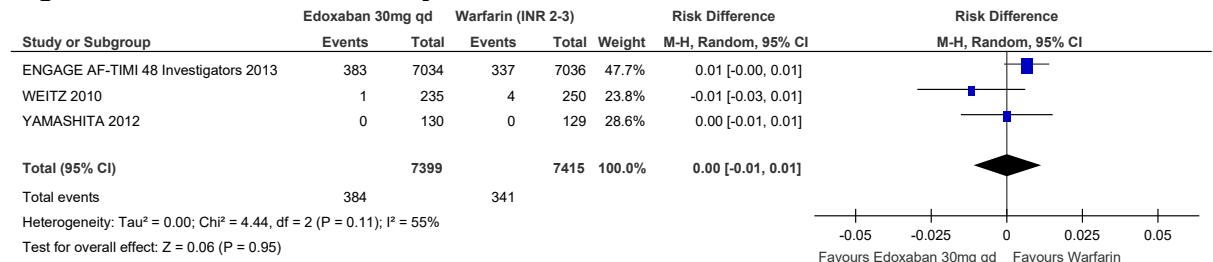 Edoxaban 30mg qd Warfarin (INR 2-3) Risk Difference Risk Difference
Study or Subgroup Events Total Events Total Weight M-H, Random, 95% CI M-H, Random, 95% CI
ENGAGE AF-TIMI 48 Investigators 2013 383 7034 337 7036 47.7% 0.01 [-0.00, 0.01]
WEITZ 2010 1 235 4 250 23.8% -0.01 [-0.03, 0.01]
YAMASHITA 2012 0 130 0 129 28.6% 0.00 [-0.01, 0.01]
Total (95% CI) 7399 7415 100.0% 0.00 [-0.01, 0.01]
Total events 384 341
Heterogeneity: Tau² = 0.00; Chi² = 4.44, df = 2 (P = 0.11); I² = 55%
Test for overall effect: Z = 0.06 (P = 0.95)
-0.05 -0.025 0 0.025 0.05
Favours Edoxaban 30mg qd Favours Warfarin